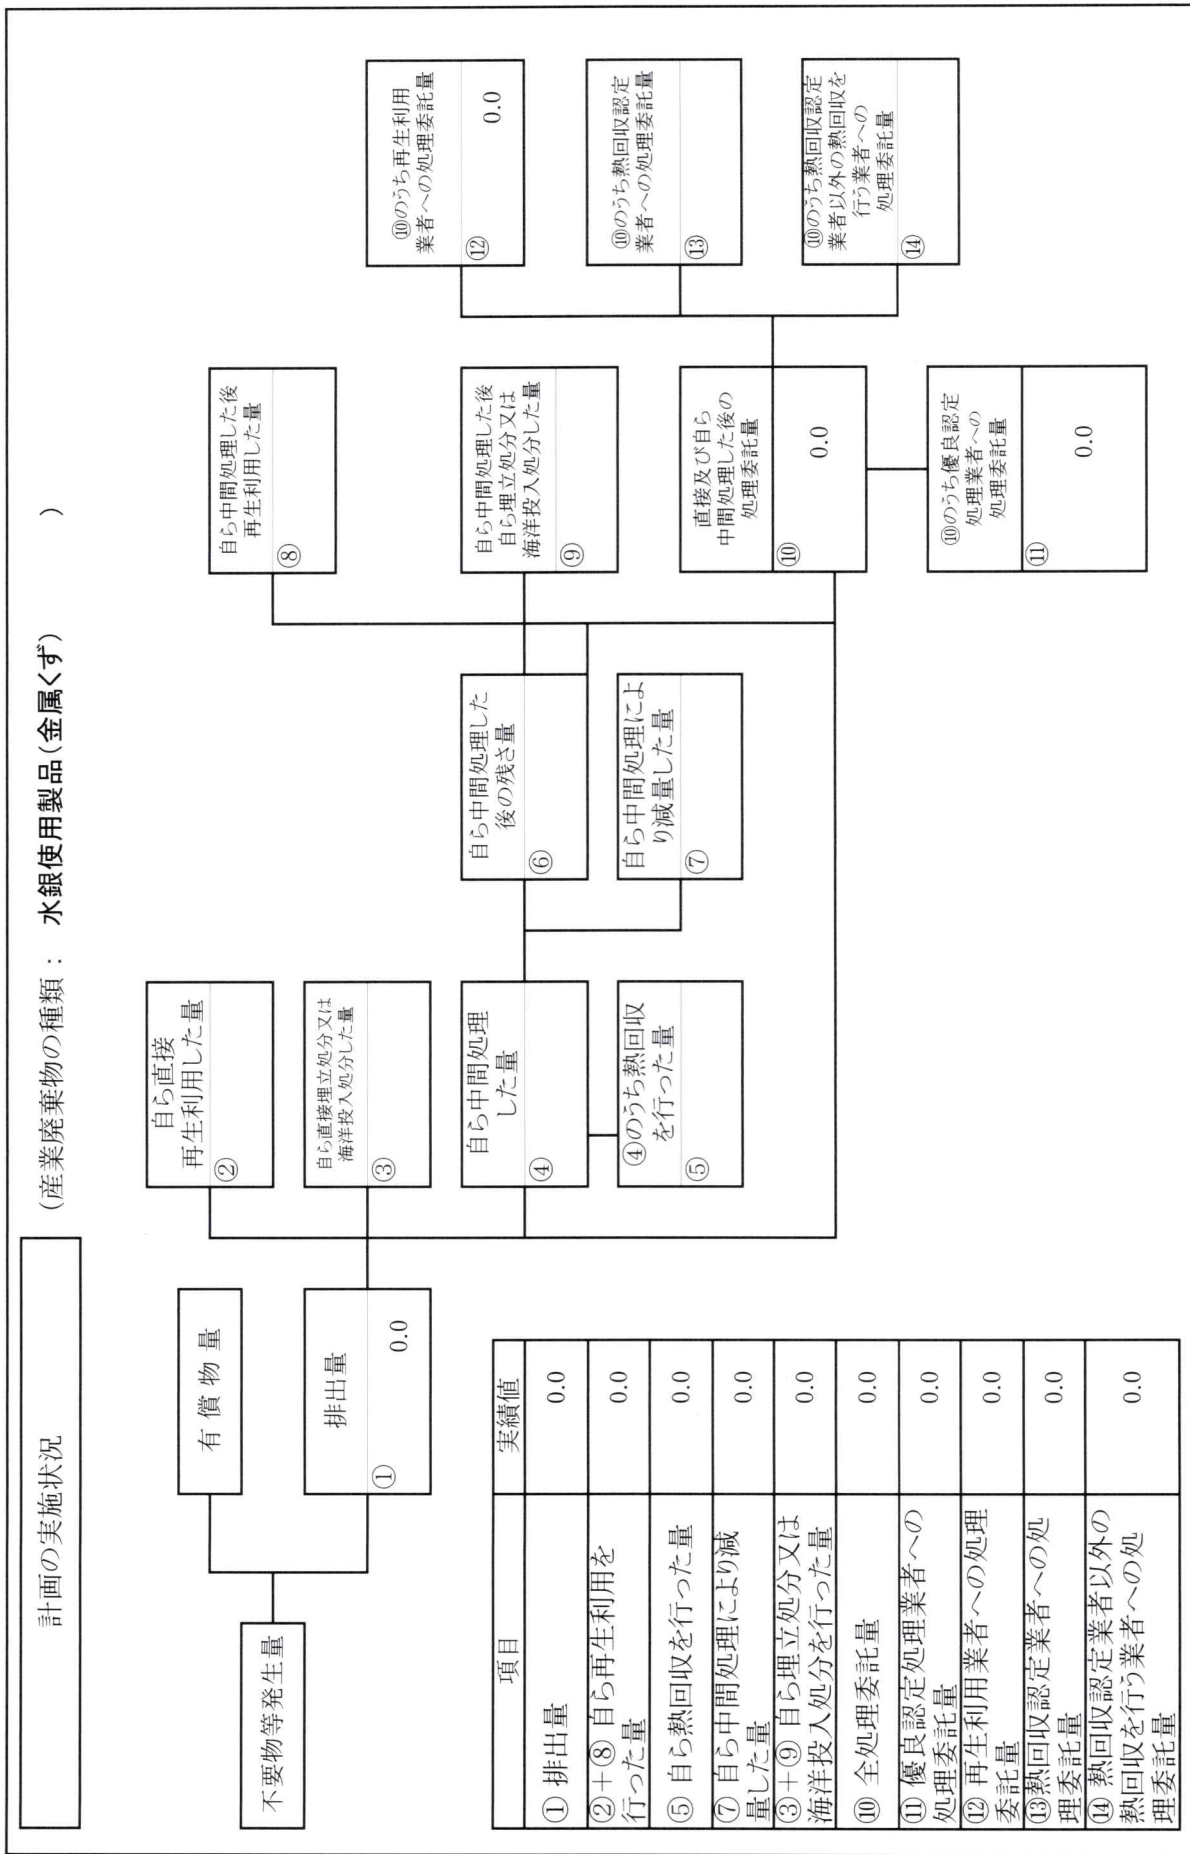 計画の実施状況
(産業廃棄物の種類 : 水銀使用製品(金属くず) )
不要物等発生量
有 償 物 量
排出量
①
0.0
自ら直接
再生利用した量
②
自ら直接埋立処分又は
海洋投入処分した量
③
自ら中間処理
した量
④
④のうち熱回収
を行った量
⑤
自ら中間処理した
後の残さ量
⑥
自ら中間処理によ
り減量した量
⑦
自ら中間処理した後
再生利用した量
⑧
自ら中間処理した後
自ら埋立処分又は
海洋投入処分した量
⑨
直接及び自ら
中間処理した後の
処理委託量
⑩
0.0
⑩のうち優良認定
処理業者への
処理委託量
⑪
0.0
⑩のうち再生利用
業者への処理委託量
⑫
0.0
⑩のうち熱回収認定
業者への処理委託量
⑬
⑩のうち熱回収認定
業者以外の熱回収を
行う業者への
処理委託量
⑭
項目 実績値
① 排出量 0.0
②+⑧ 自ら再生利用を
行った量 0.0
⑤ 自ら熱回収を行った量 0.0
⑦ 自ら中間処理により減
量した量 0.0
③+⑨ 自ら埋立処分又は
海洋投入処分を行った量 0.0
⑩ 全処理委託量 0.0
⑪ 優良認定処理業者への
処理委託量 0.0
⑫ 再生利用業者への処理
委託量 0.0
⑬熱回収認定業者への処
理委託量 0.0
⑭ 熱回収認定業者以外の
熱回収を行う業者への処
理委託量 0.0